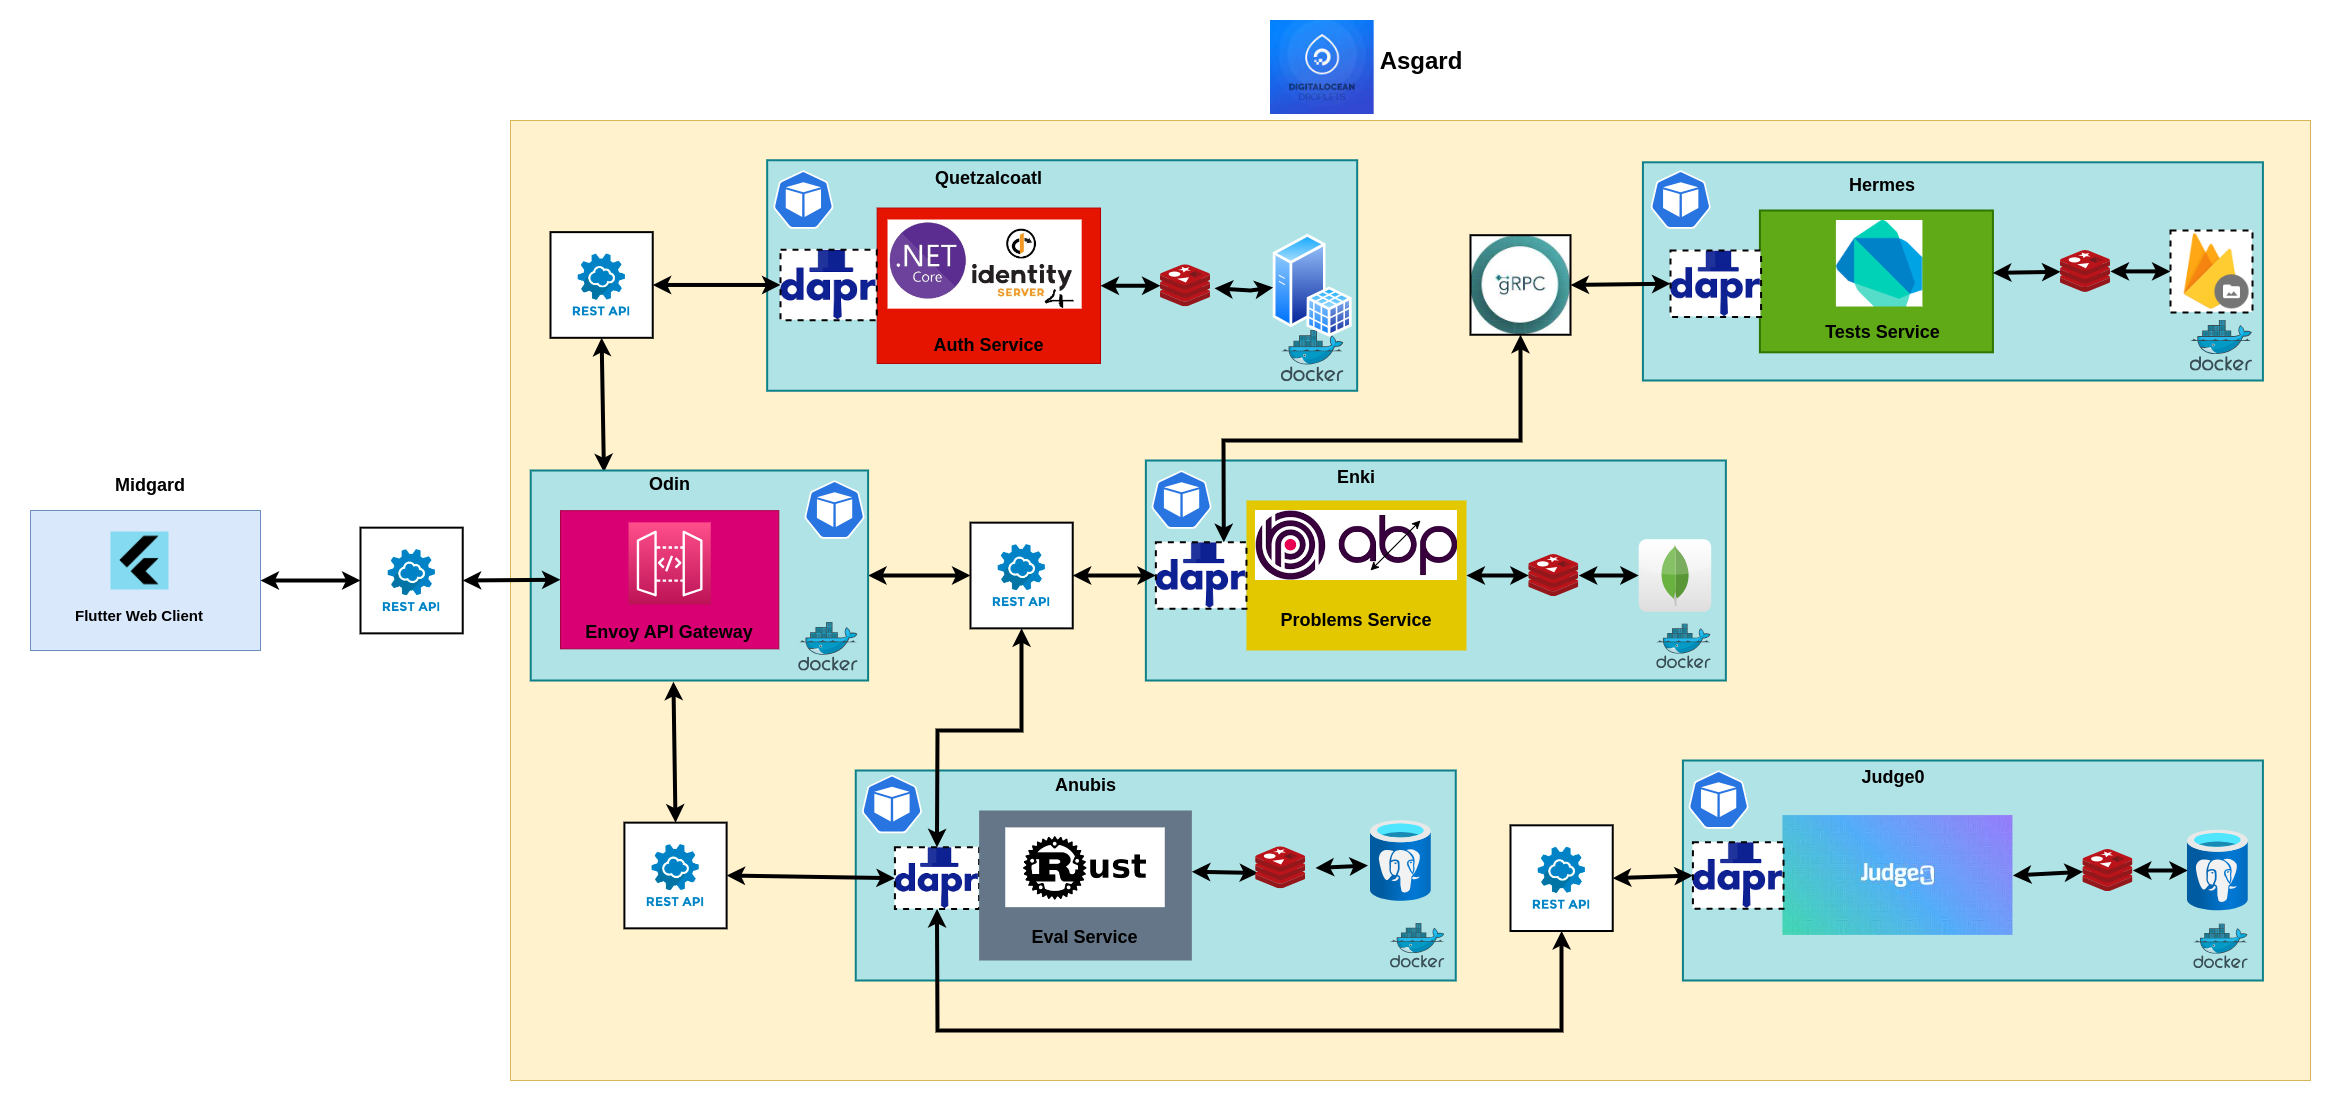 DIGITALOCEAN
DROPLETS
Asgard
Quetzalcoatl
.NET
Core
identity
SERVER
4
dapr
Auth Service
docker
REST API
gRPC
Hermes
dapr
Tests Service
docker
Midgard
Flutter Web Client
REST API
Odin
</>
Envoy API Gateway
docker
REST API
Enki
dapr
abp
Problems Service
docker
REST API
Anubis
dapr
Rust
Eval Service
docker
REST API
Judge0
dapr
Judge0
docker